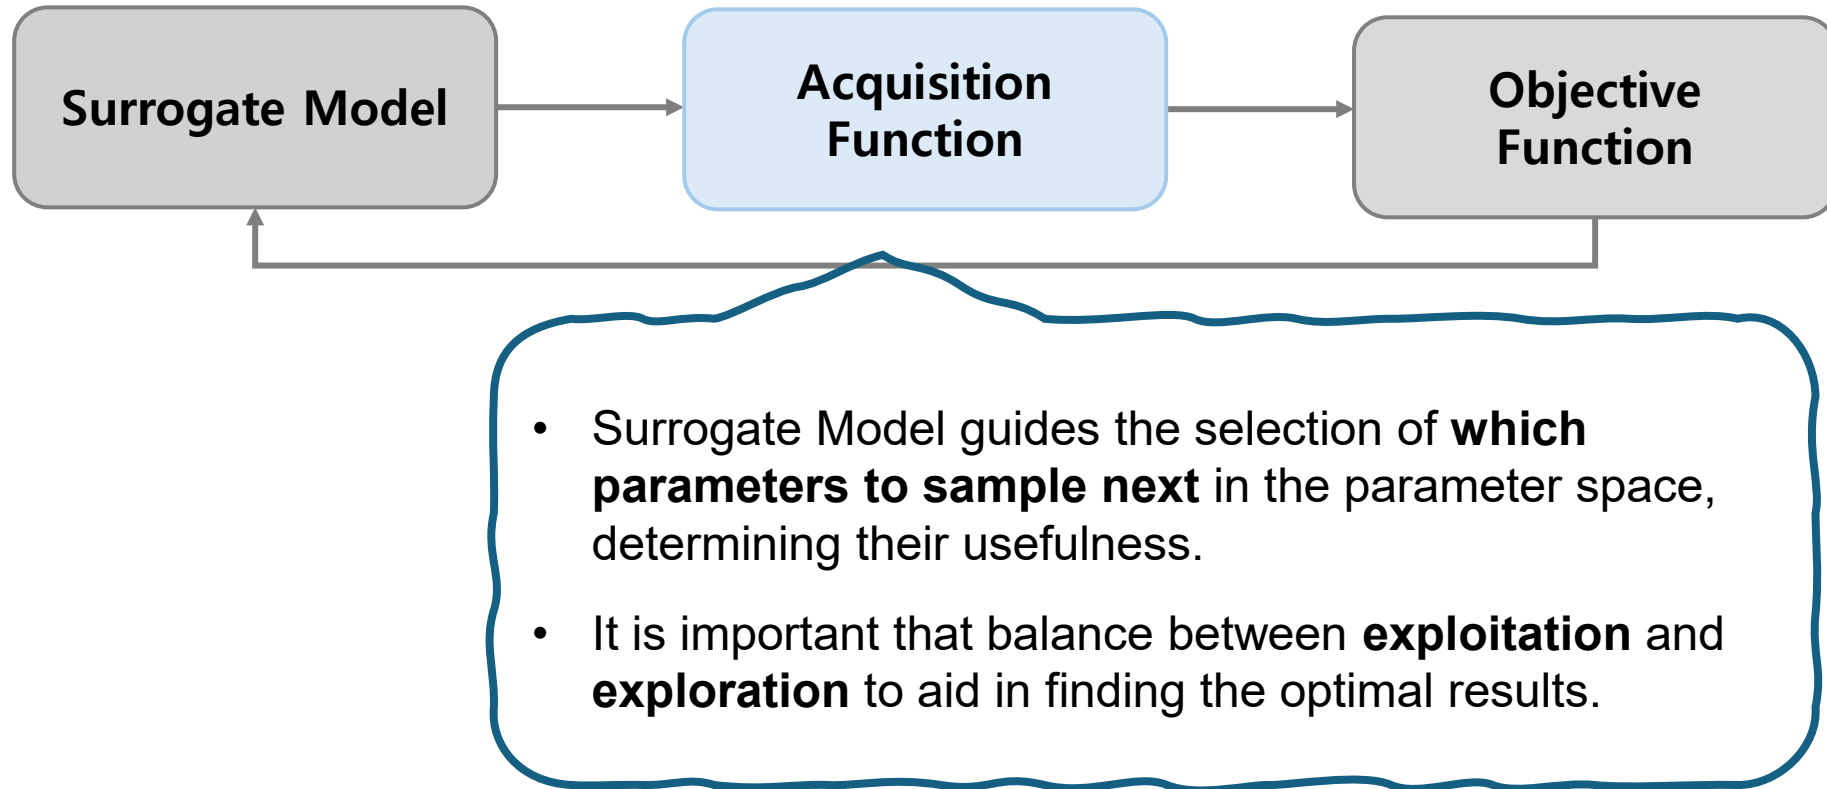 Surrogate Model
Acquisition
Function
Objective
Function
• Surrogate Model guides the selection of which
parameters to sample next in the parameter space,
determining their usefulness.
• It is important that balance between exploitation and
exploration to aid in finding the optimal results.